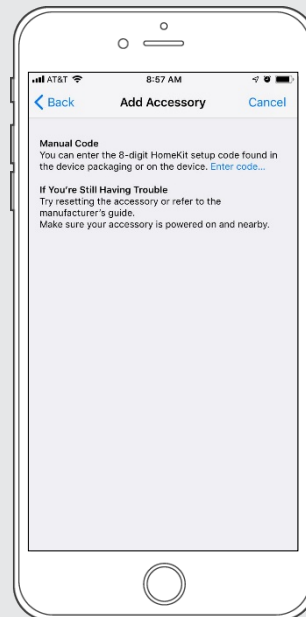 AT&T 8:57 AM
Back Add Accessory Cancel
Manual Code
You can enter the 8-digit HomeKit setup code found in
the device packaging or on the device. Enter code...
If You're Still Having Trouble
Try resetting the accessory or refer to the
manufacturer's guide.
Make sure your accessory is powered on and nearby.